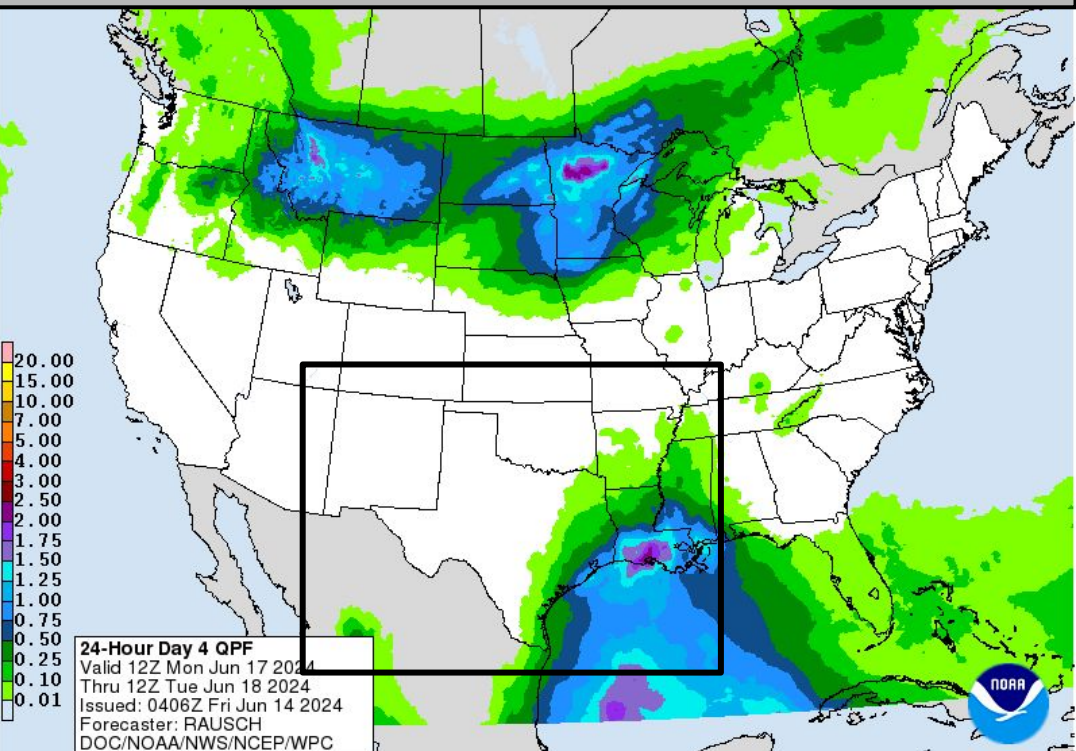 20.00
15.00
10.00
7.00
5.00
4.00
3.00
2.50
2.00
1.75
1.50
1.25
1.00
0.75
0.50
0.25
0.10
0.01
24-Hour Day 4 QPF
Valid 12Z Mon Jun 17 2024
Thru 12Z Tue Jun 18 2024
Issued: 0406Z Fri Jun 14 2024
Forecaster: RAUSCH
DOC/NOAA/NWS/NCEP/WPC
NOAA